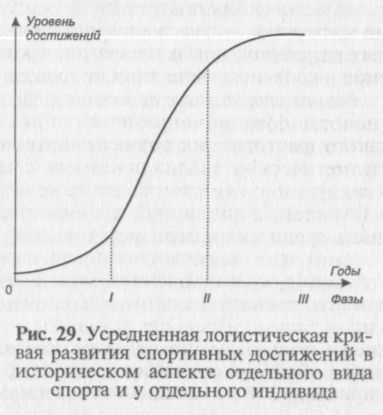 Уровень
достижений
0
I
II
III
Годы
Фазы
Рис. 29. Усредненная логистическая кри-
вая развития спортивных достижений в
историческом аспекте отдельного вида
спорта и у отдельного индивида